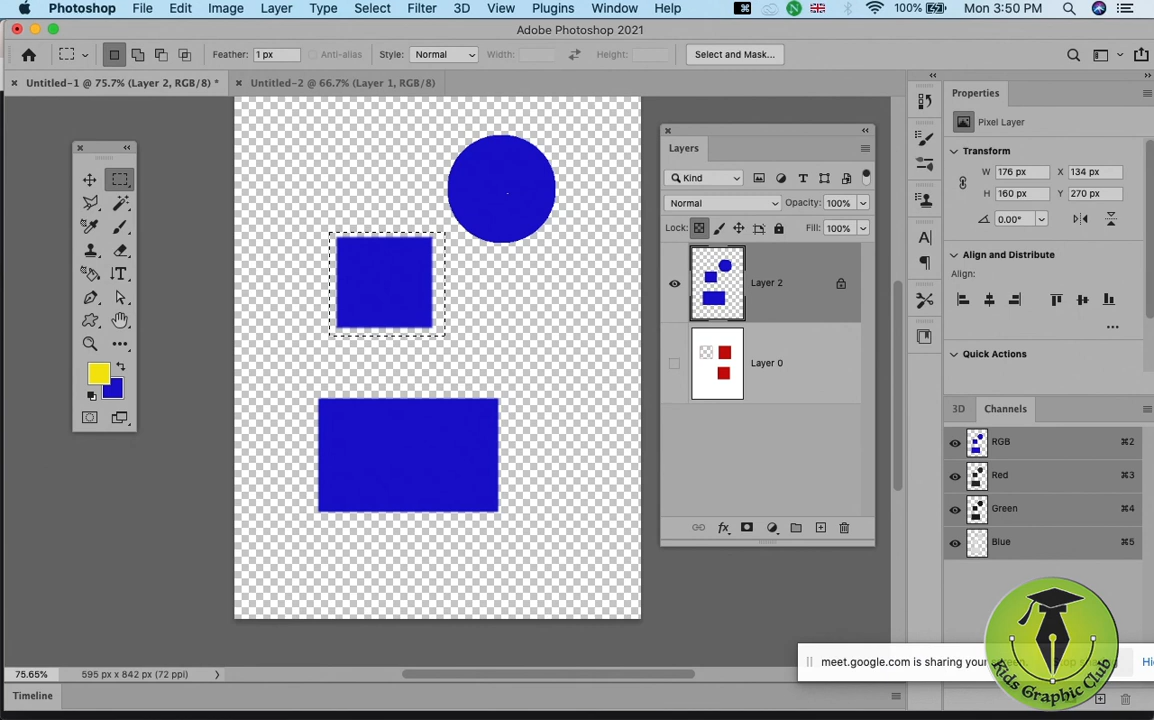 Photoshop File Edit Image Layer Type Select Filter 3D View Plugins Window Help 100% Mon 3:50 PM
Adobe Photoshop 2021
Feather: 1 px Anti-alias Style: Normal Width: Height: Select and Mask...
Untitled-1 @ 75.7% (Layer 2, RGB/8) * Untitled-2 @ 66.7% (Layer 1, RGB/8)
Layers
Kind
Normal Opacity: 100%
Lock: Fill: 100%
Layer 2
Layer 0
fx
Properties
Pixel Layer
Transform
W 176 px X 134 px
H 160 px Y 270 px
0.00°
Align and Distribute
Align:
Quick Actions
3D Channels
RGB ⌘2
Red ⌘3
Green ⌘4
Blue ⌘5
meet.google.com is sharing your screen.
Kids Graphic Club
75.65% 595 px x 842 px (72 ppi)
Timeline